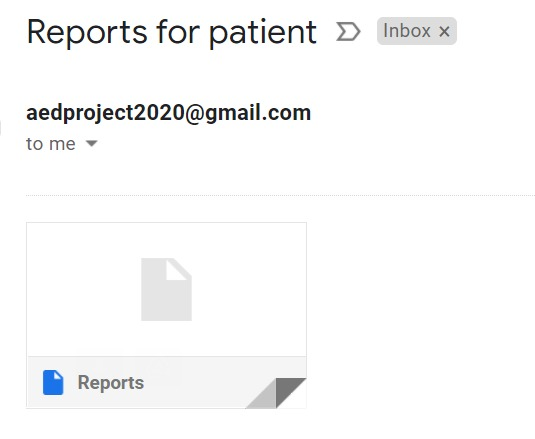 Reports for patient Inbox ×
aedproject2020@gmail.com
to me
Reports